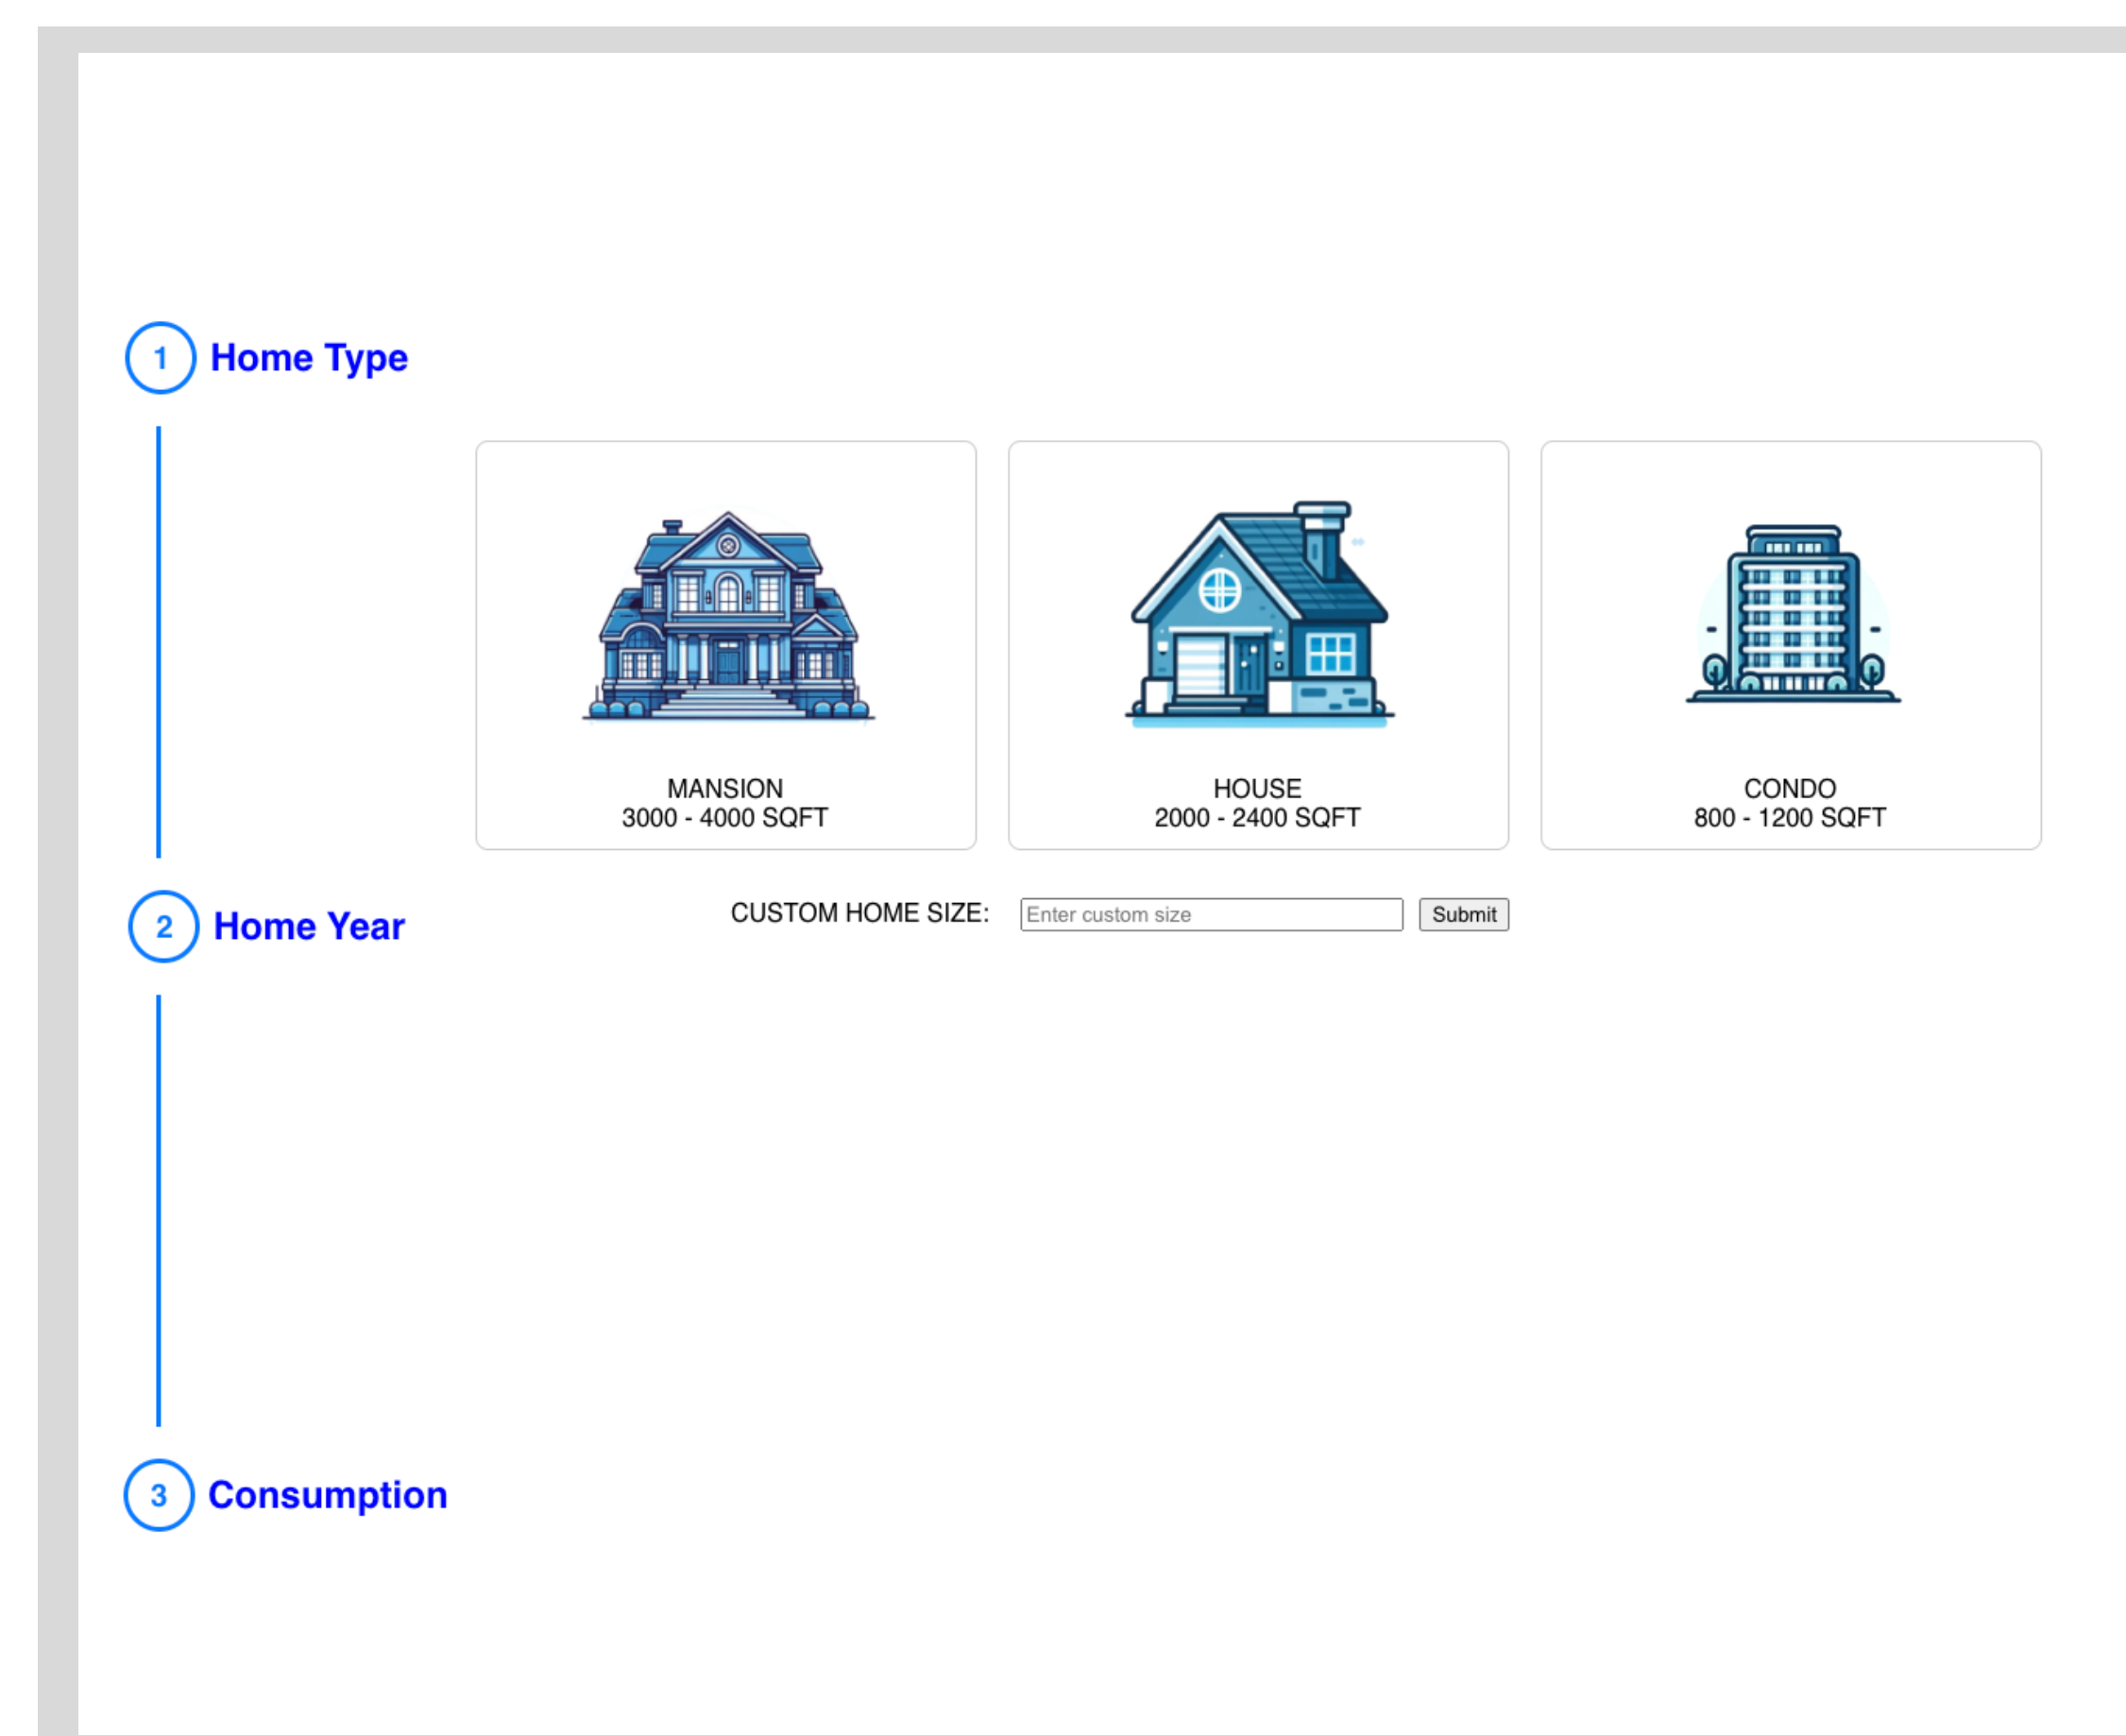 1 Home Type
MANSION
3000 - 4000 SQFT
HOUSE
2000 - 2400 SQFT
CONDO
800 - 1200 SQFT
2 Home Year
CUSTOM HOME SIZE: Enter custom size Submit
3 Consumption